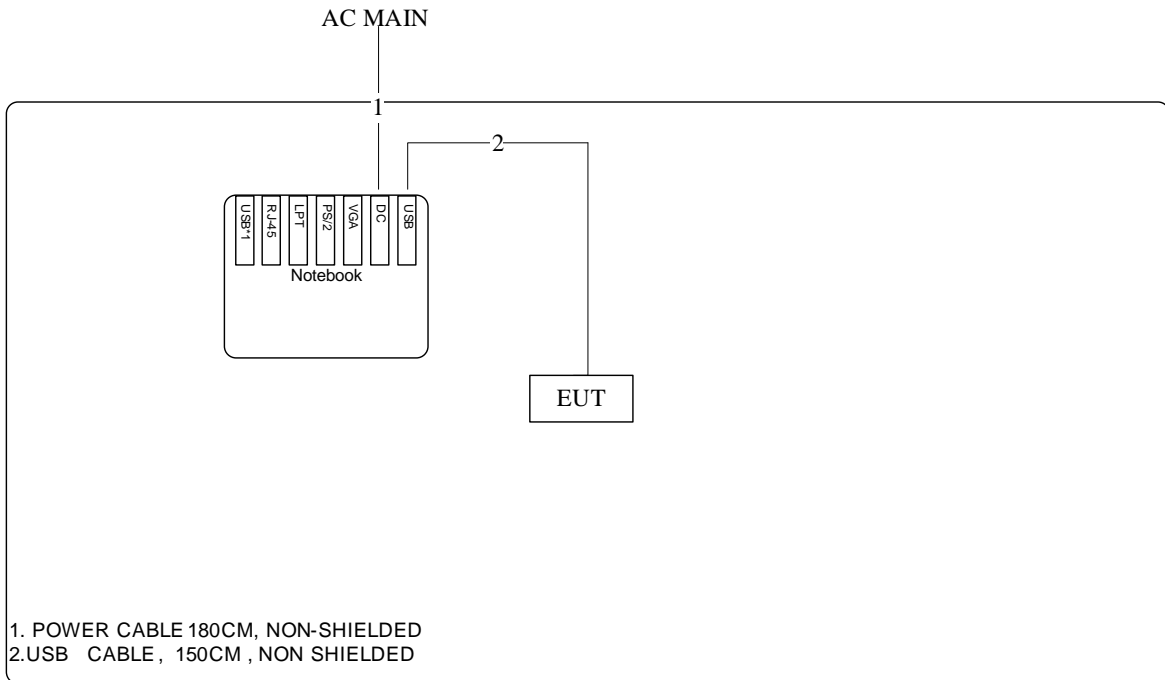 AC MAIN
1
2
USB*1
RJ-45
LPT
PS/2
VGA
DC
USB
Notebook
EUT
1. POWER CABLE 180CM, NON-SHIELDED
2.USB CABLE, 150CM , NON SHIELDED